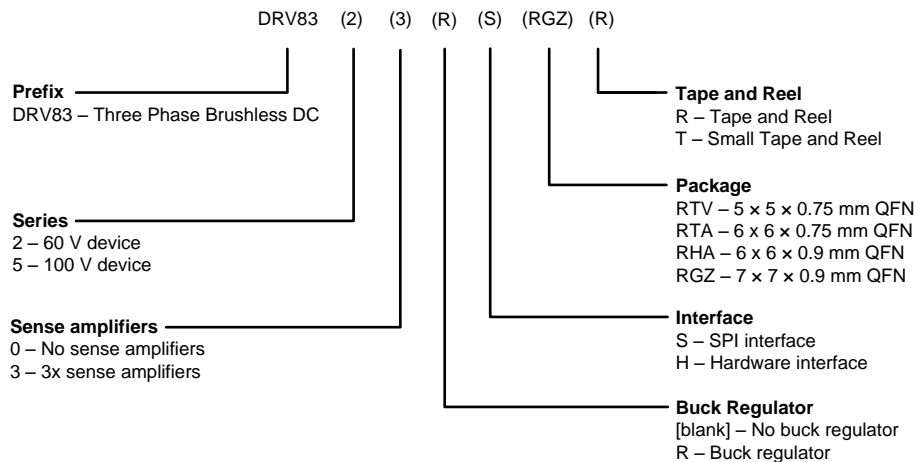 DRV83 (2) (3) (R) (S) (RGZ) (R)
Prefix
DRV83 – Three Phase Brushless DC
Series
2 – 60 V device
5 – 100 V device
Sense amplifiers
0 – No sense amplifiers
3 – 3x sense amplifiers
Tape and Reel
R – Tape and Reel
T – Small Tape and Reel
Package
RTV – 5 × 5 × 0.75 mm QFN
RTA – 6 x 6 × 0.75 mm QFN
RHA – 6 x 6 × 0.9 mm QFN
RGZ – 7 × 7 × 0.9 mm QFN
Interface
S – SPI interface
H – Hardware interface
Buck Regulator
[blank] – No buck regulator
R – Buck regulator